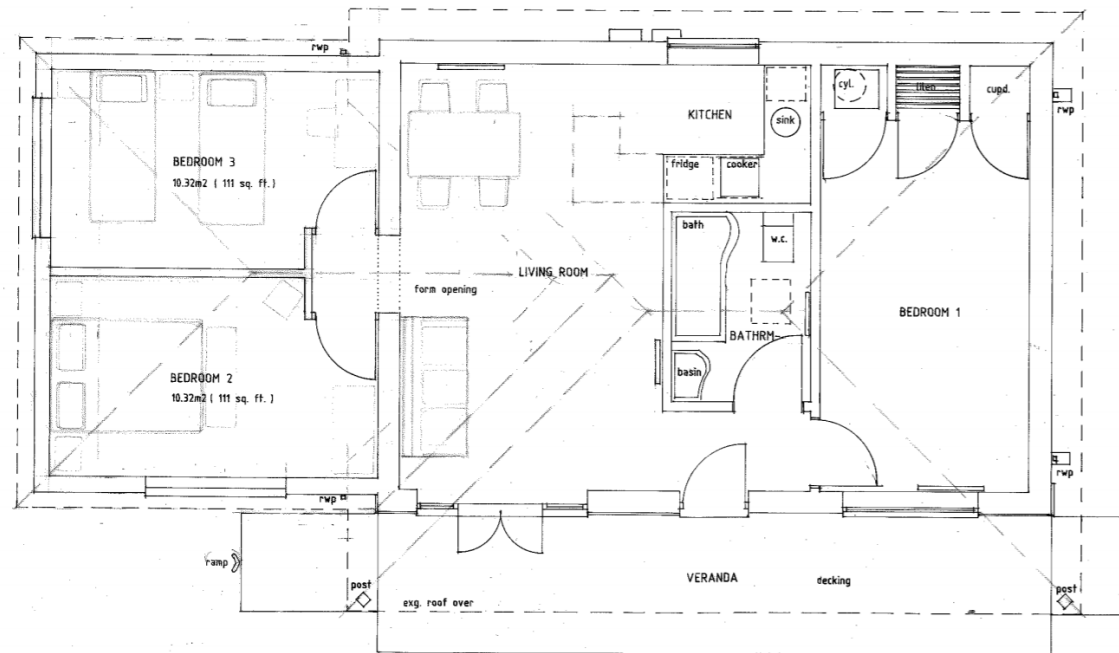 rwp
cyl.
linen
cupd.
rwp
KITCHEN
sink
BEDROOM 3
10.32m2 ( 111 sq. ft.)
fridge
cooker
bath
w.c.
LIVING ROOM
form opening
BEDROOM 1
BATHRM
BEDROOM 2
10.32m2 ( 111 sq. ft.)
basin
rwp
rwp
ramp
post
VERANDA
decking
post
exg. roof over